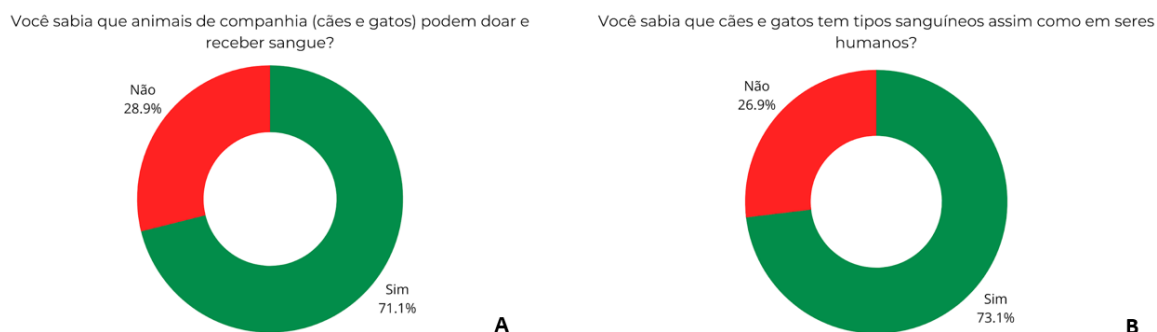 Você sabia que animais de companhia (cães e gatos) podem doar e
receber sangue?
Não
28.9%
Sim
71.1%
A
Você sabia que cães e gatos tem tipos sanguíneos assim como em seres
humanos?
Não
26.9%
Sim
73.1%
B